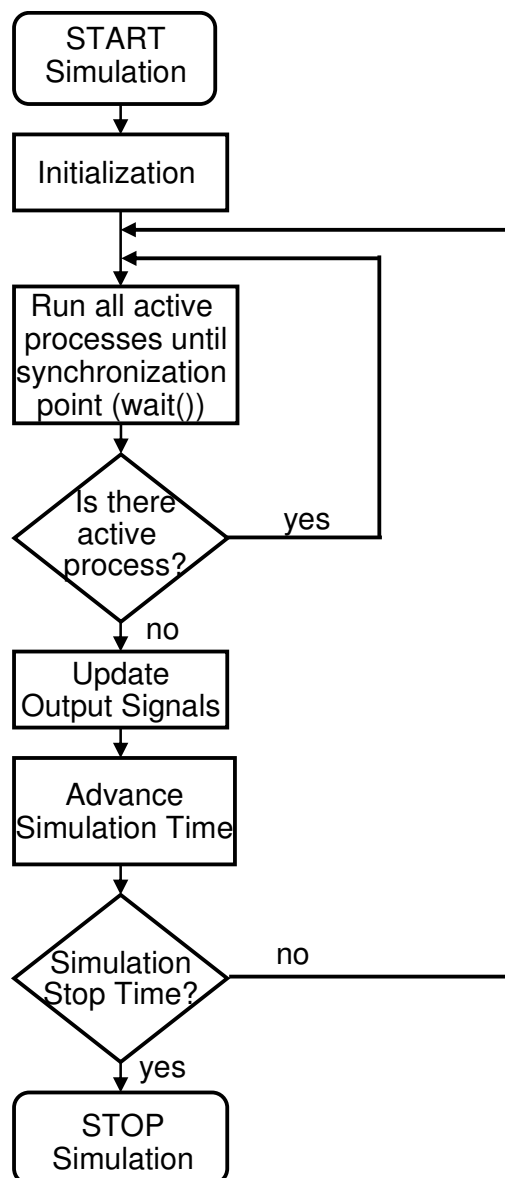 START
Simulation
Initialization
Run all active
processes until
synchronization
point (wait())
Is there
active
process?
yes
no
Update
Output Signals
Advance
Simulation Time
Simulation
Stop Time?
no
yes
STOP
Simulation